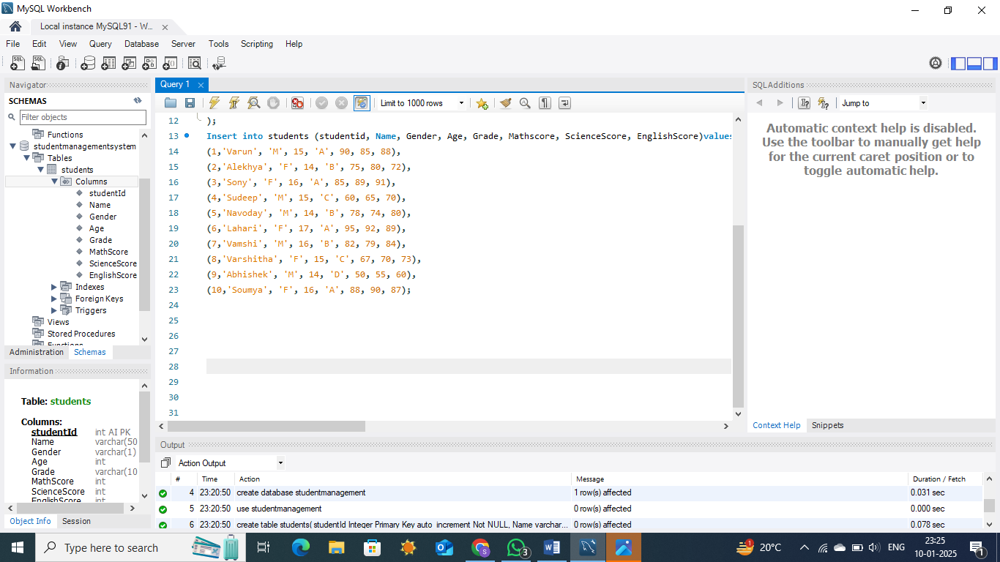 MySQL Workbench
Local instance MySQL91 - W...
File Edit View Query Database Server Tools Scripting Help
Navigator
SCHEMAS
Filter objects
Functions
studentmanagementsystem
Tables
students
Columns
studentId
Name
Gender
Age
Grade
MathScore
ScienceScore
EnglishScore
Indexes
Foreign Keys
Triggers
Views
Stored Procedures
Functions
Administration Schemas
Information
Table: students
Columns:
studentId int AI PK
Name varchar(50
Gender varchar(1)
Age int
Grade varchar(10
MathScore int
ScienceScore int
EnglishScore int
Object Info Session
Query 1
Limit to 1000 rows
12 );
13 Insert into students (studentid, Name, Gender, Age, Grade, Mathscore, ScienceScore, EnglishScore)values
14 (1,'Varun', 'M', 15, 'A', 90, 85, 88),
15 (2,'Alekhya', 'F', 14, 'B', 75, 80, 72),
16 (3,'Sony', 'F', 16, 'A', 85, 89, 91),
17 (4,'Sudeep', 'M', 15, 'C', 60, 65, 70),
18 (5,'Navoday', 'M', 14, 'B', 78, 74, 80),
19 (6,'Lahari', 'F', 17, 'A', 95, 92, 89),
20 (7,'Vamshi', 'M', 16, 'B', 82, 79, 84),
21 (8,'Varshitha', 'F', 15, 'C', 67, 70, 73),
22 (9,'Abhishek', 'M', 14, 'D', 50, 55, 60),
23 (10,'Soumya', 'F', 16, 'A', 88, 90, 87);
24
25
26
27
28
29
30
31
SQLAdditions
Jump to
Automatic context help is disabled.
Use the toolbar to manually get help
for the current caret position or to
toggle automatic help.
Context Help Snippets
Output
Action Output
# Time Action Message Duration / Fetch
4 23:20:50 create database studentmanagement 1 row(s) affected 0.031 sec
5 23:20:50 use studentmanagement 0 row(s) affected 0.000 sec
6 23:20:50 create table students( studentId Integer Primary Key auto_increment Not NULL, Name varchar... 0 row(s) affected 0.078 sec
Type here to search
20°C
ENG
23:25
10-01-2025